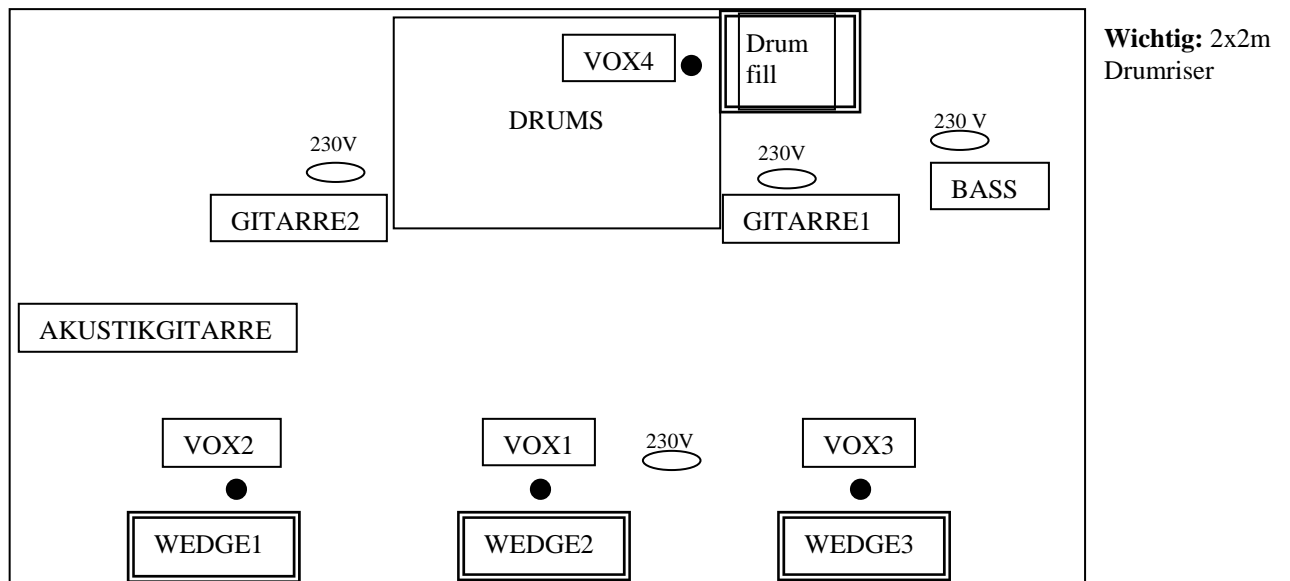 VOX4
Drum
fill
Wichtig: 2x2m
Drumriser
DRUMS
230 V
230V
230V
BASS
GITARRE2
GITARRE1
AKUSTIKGITARRE
VOX2
VOX1
230V
VOX3
WEDGE1
WEDGE2
WEDGE3